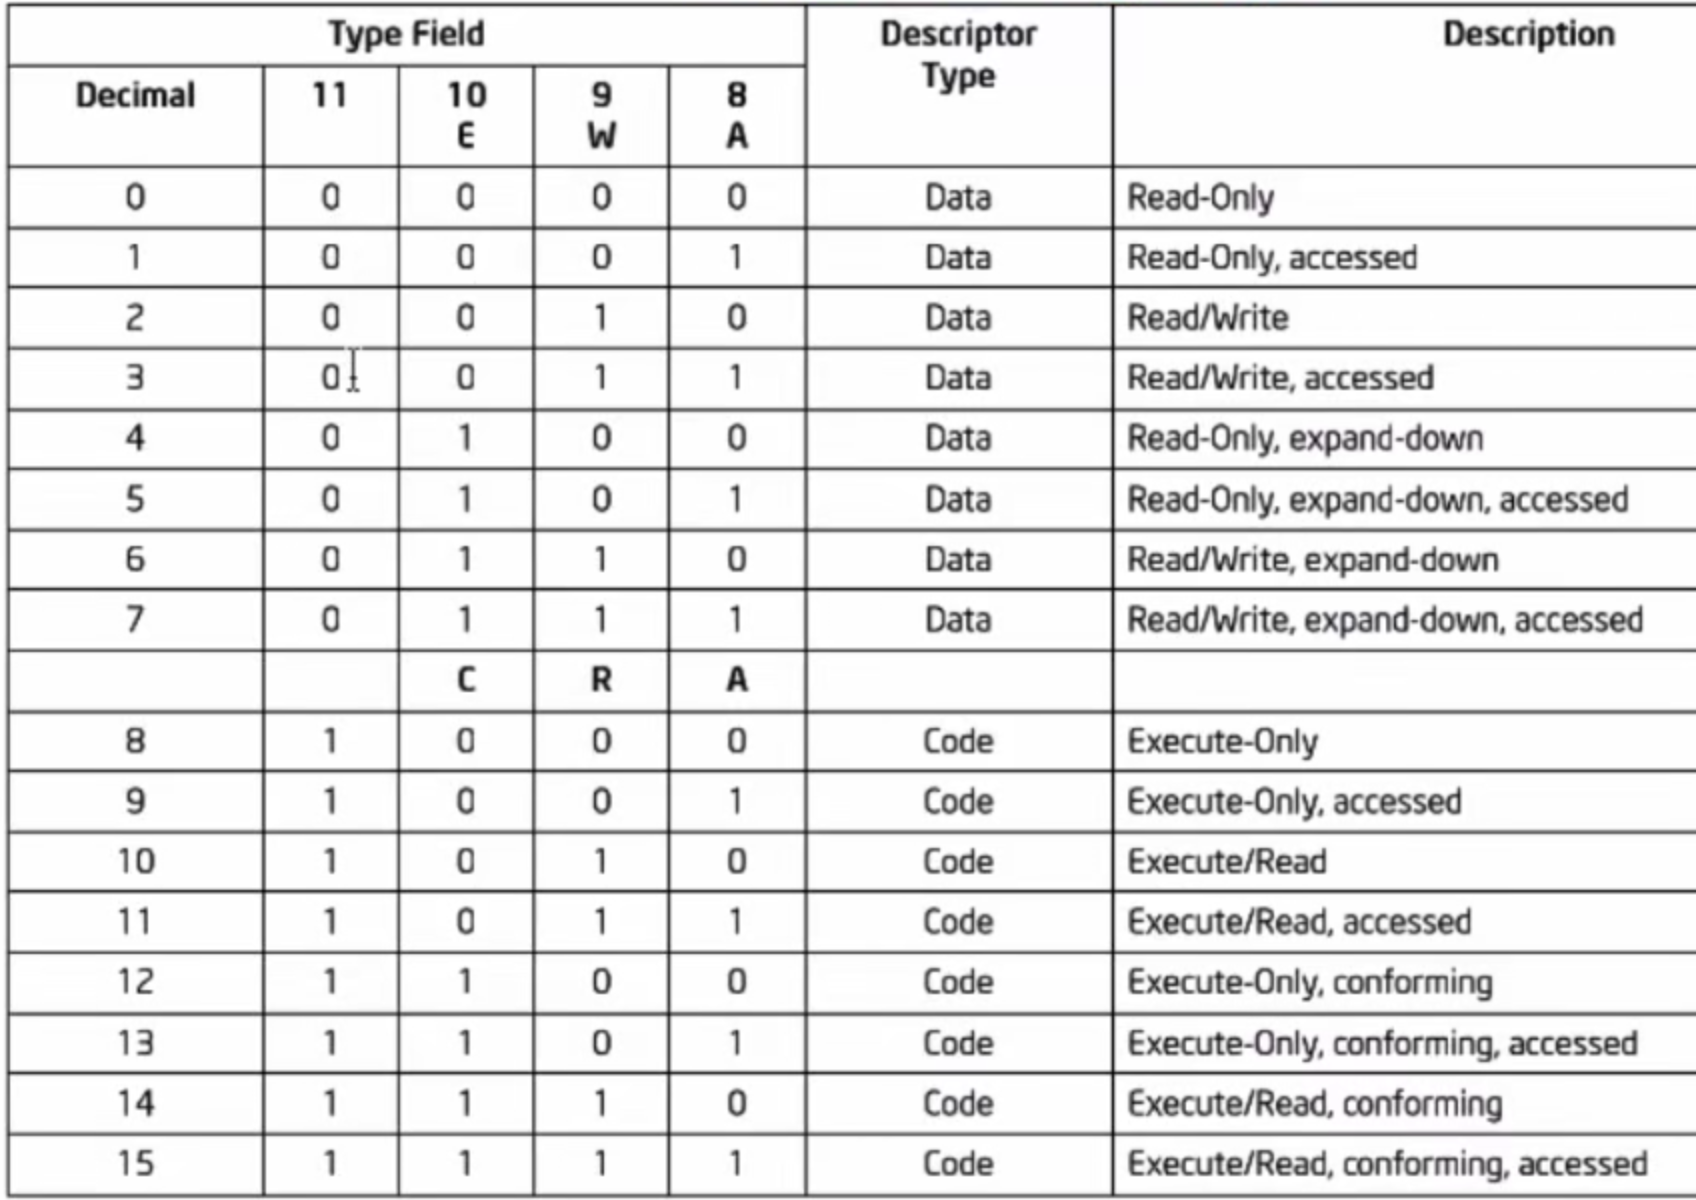 Type Field Descriptor Type Description
Decimal 11 10 E 9 W 8 A
0 0 0 0 0 Data Read-Only
1 0 0 0 1 Data Read-Only, accessed
2 0 0 1 0 Data Read/Write
3 0 0 1 1 Data Read/Write, accessed
4 0 1 0 0 Data Read-Only, expand-down
5 0 1 0 1 Data Read-Only, expand-down, accessed
6 0 1 1 0 Data Read/Write, expand-down
7 0 1 1 1 Data Read/Write, expand-down, accessed
C R A
8 1 0 0 0 Code Execute-Only
9 1 0 0 1 Code Execute-Only, accessed
10 1 0 1 0 Code Execute/Read
11 1 0 1 1 Code Execute/Read, accessed
12 1 1 0 0 Code Execute-Only, conforming
13 1 1 0 1 Code Execute-Only, conforming, accessed
14 1 1 1 0 Code Execute/Read, conforming
15 1 1 1 1 Code Execute/Read, conforming, accessed